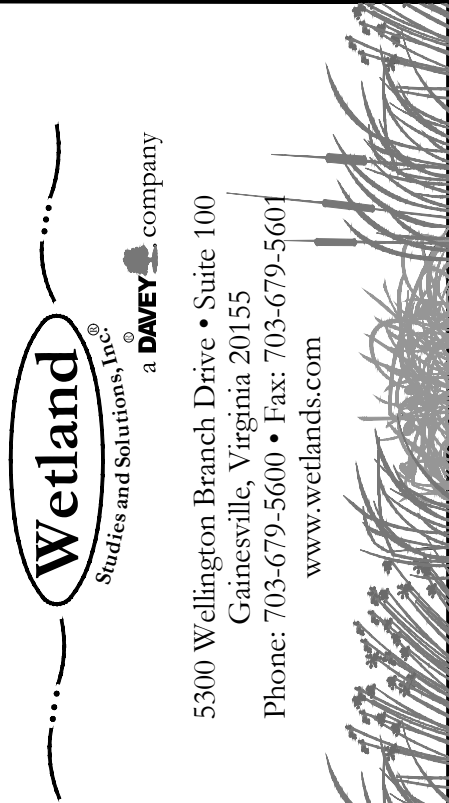 Wetland®
Studies and Solutions, Inc.
a DAVEY® company
5300 Wellington Branch Drive • Suite 100
Gainesville, Virginia 20155
Phone: 703-679-5600 • Fax: 703-679-5601
www.wetlands.com